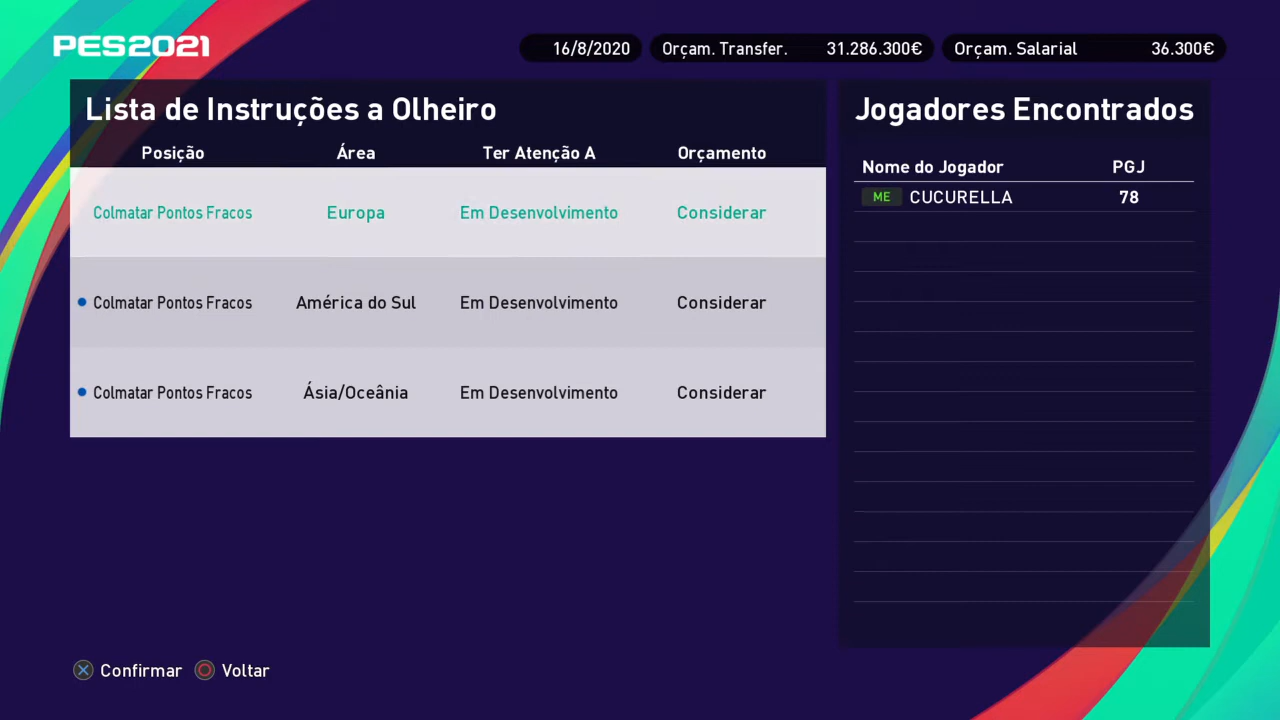 PES2021
16/8/2020 Orçam. Transfer. 31.286.300€ Orçam. Salarial 36.300€
Lista de Instruções a Olheiro
Posição Área Ter Atenção A Orçamento
Colmatar Pontos Fracos Europa Em Desenvolvimento Considerar
Colmatar Pontos Fracos América do Sul Em Desenvolvimento Considerar
Colmatar Pontos Fracos Ásia/Oceânia Em Desenvolvimento Considerar
Jogadores Encontrados
Nome do Jogador PGJ
ME CUCURELLA 78
Confirmar Voltar